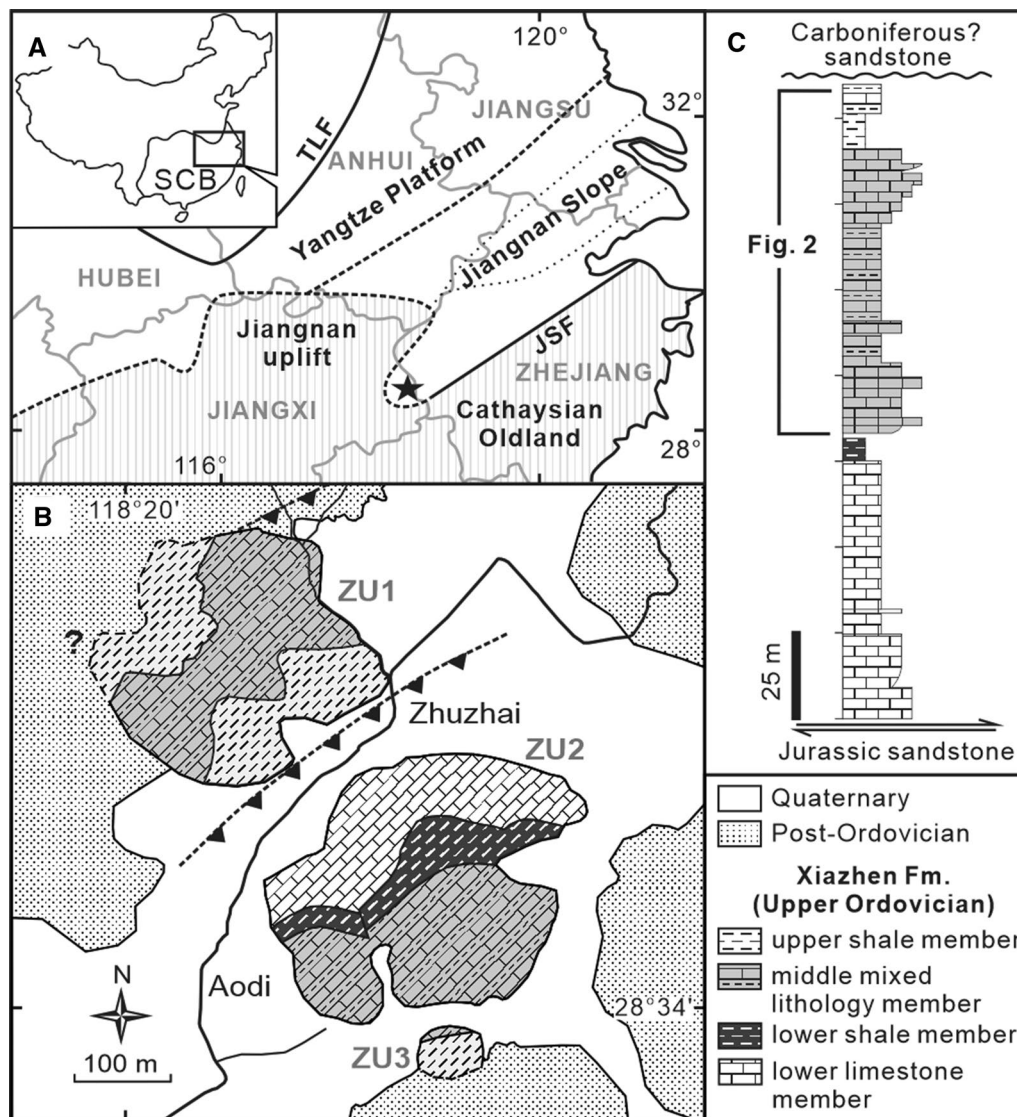 A
SCB
120°
32°
JIANGSU
TLF
ANHUI
Yangtze Platform
Jiangnan Slope
HUBEI
Jiangnan
uplift
JSF
ZHEJIANG
JIANGXI
Cathaysian
Oldland
116°
28°
B
118°20'
ZU1
?
Zhuzhai
ZU2
Aodi
N
28°34'
100 m
ZU3
C
Carboniferous?
sandstone
Fig. 2
25 m
Jurassic sandstone
Quaternary
Post-Ordovician
Xiazhen Fm.
(Upper Ordovician)
upper shale member
middle mixed
lithology member
lower shale member
lower limestone
member